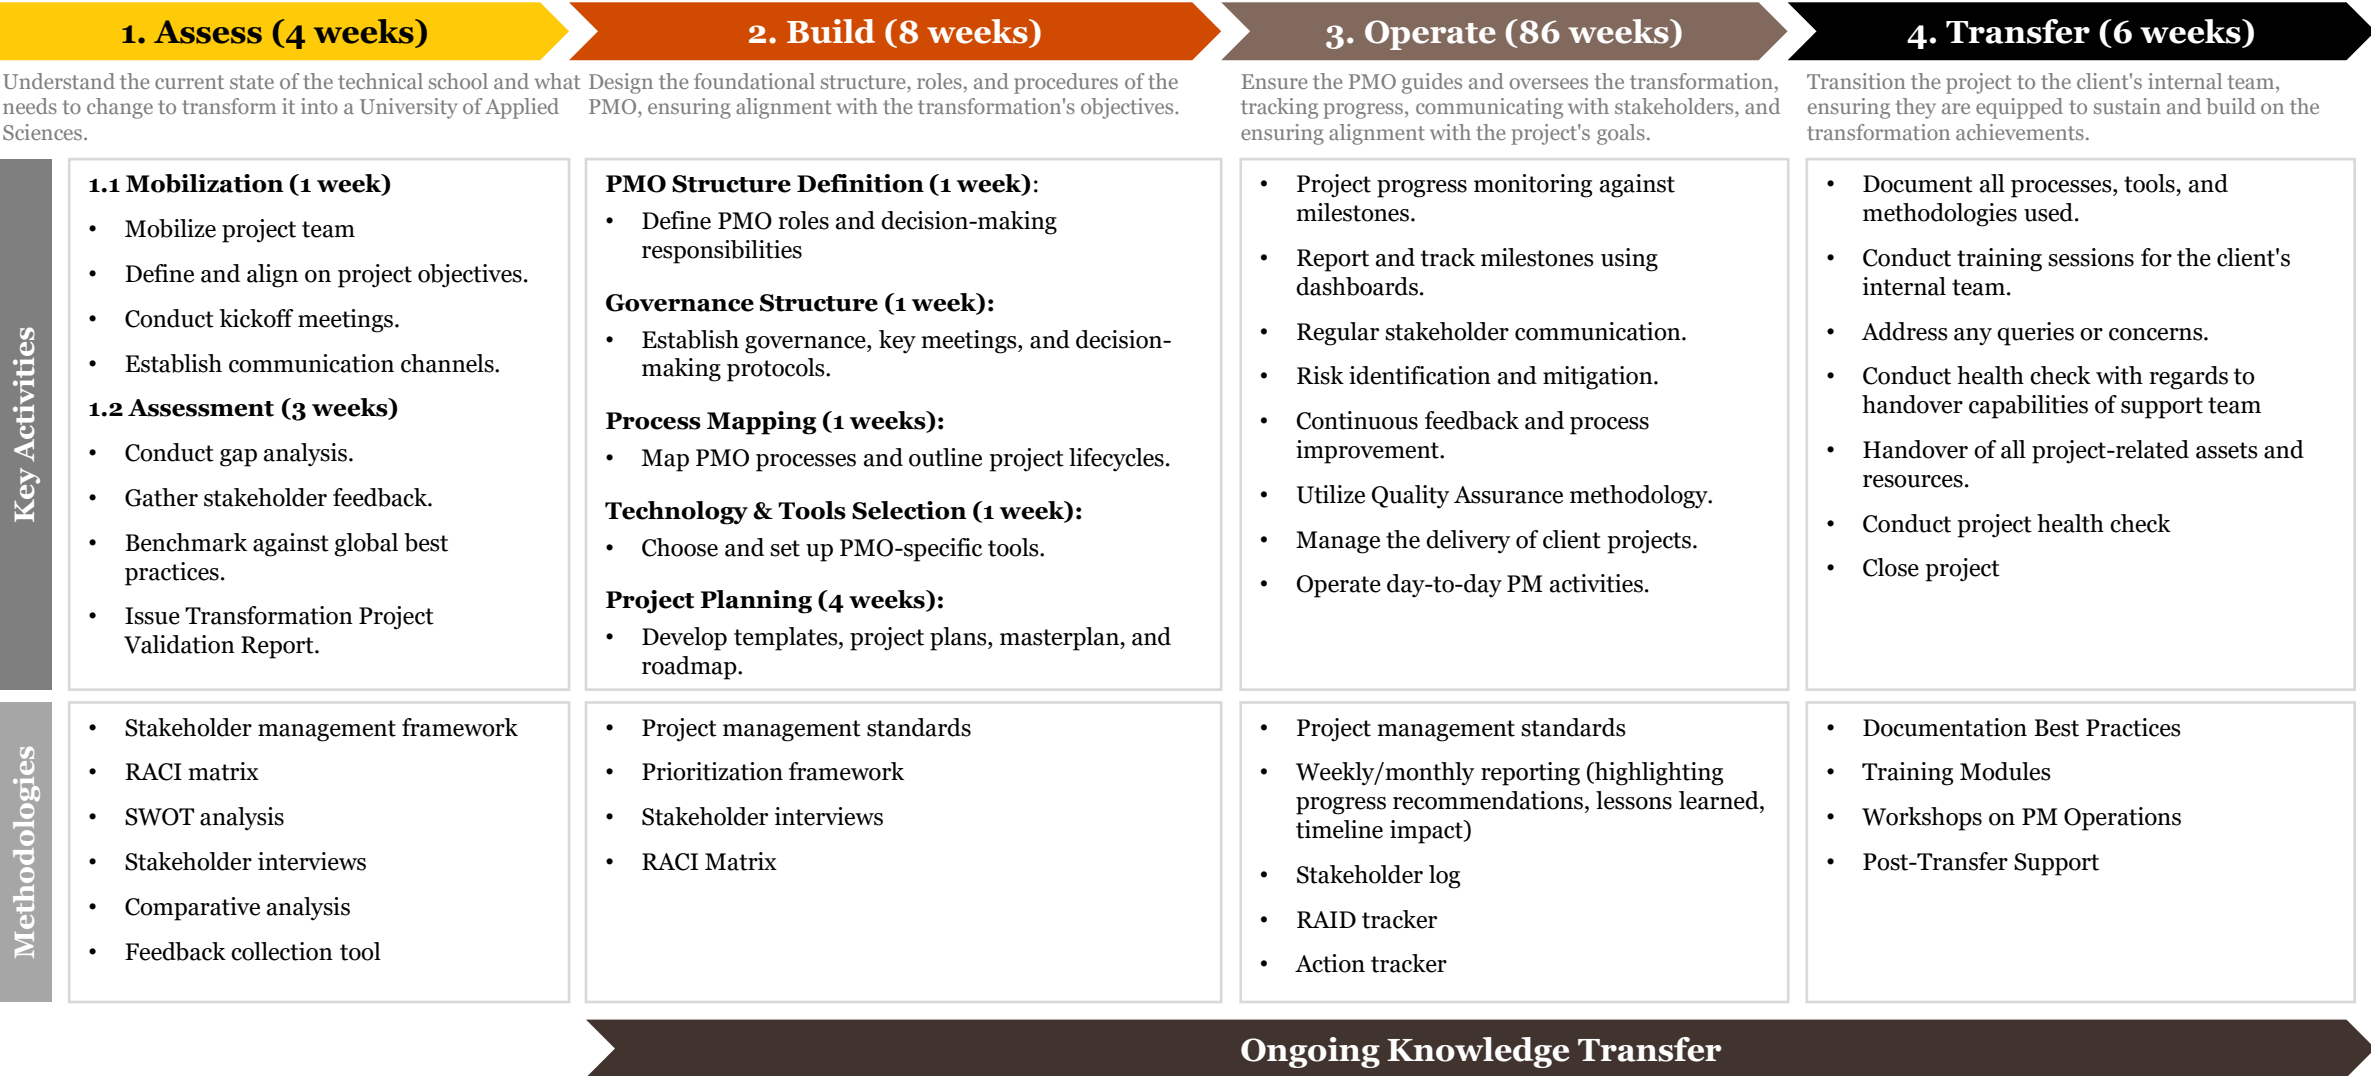 1. Assess (4 weeks)
2. Build (8 weeks)
3. Operate (86 weeks)
4. Transfer (6 weeks)
Understand the current state of the technical school and what
needs to change to transform it into a University of Applied
Sciences.
Design the foundational structure, roles, and procedures of the
PMO, ensuring alignment with the transformation's objectives.
Ensure the PMO guides and oversees the transformation,
tracking progress, communicating with stakeholders, and
ensuring alignment with the project's goals.
Transition the project to the client's internal team,
ensuring they are equipped to sustain and build on the
transformation achievements.
Key Activities
1.1 Mobilization (1 week)
• Mobilize project team
• Define and align on project objectives.
• Conduct kickoff meetings.
• Establish communication channels.
1.2 Assessment (3 weeks)
• Conduct gap analysis.
• Gather stakeholder feedback.
• Benchmark against global best
practices.
• Issue Transformation Project
Validation Report.
PMO Structure Definition (1 week):
• Define PMO roles and decision-making
responsibilities
Governance Structure (1 week):
• Establish governance, key meetings, and decision-
making protocols.
Process Mapping (1 weeks):
• Map PMO processes and outline project lifecycles.
Technology & Tools Selection (1 week):
• Choose and set up PMO-specific tools.
Project Planning (4 weeks):
• Develop templates, project plans, masterplan, and
roadmap.
• Project progress monitoring against
milestones.
• Report and track milestones using
dashboards.
• Regular stakeholder communication.
• Risk identification and mitigation.
• Continuous feedback and process
improvement.
• Utilize Quality Assurance methodology.
• Manage the delivery of client projects.
• Operate day-to-day PM activities.
• Document all processes, tools, and
methodologies used.
• Conduct training sessions for the client's
internal team.
• Address any queries or concerns.
• Conduct health check with regards to
handover capabilities of support team
• Handover of all project-related assets and
resources.
• Conduct project health check
• Close project
Methodologies
• Stakeholder management framework
• RACI matrix
• SWOT analysis
• Stakeholder interviews
• Comparative analysis
• Feedback collection tool
• Project management standards
• Prioritization framework
• Stakeholder interviews
• RACI Matrix
• Project management standards
• Weekly/monthly reporting (highlighting
progress recommendations, lessons learned,
timeline impact)
• Stakeholder log
• RAID tracker
• Action tracker
• Documentation Best Practices
• Training Modules
• Workshops on PM Operations
• Post-Transfer Support
Ongoing Knowledge Transfer